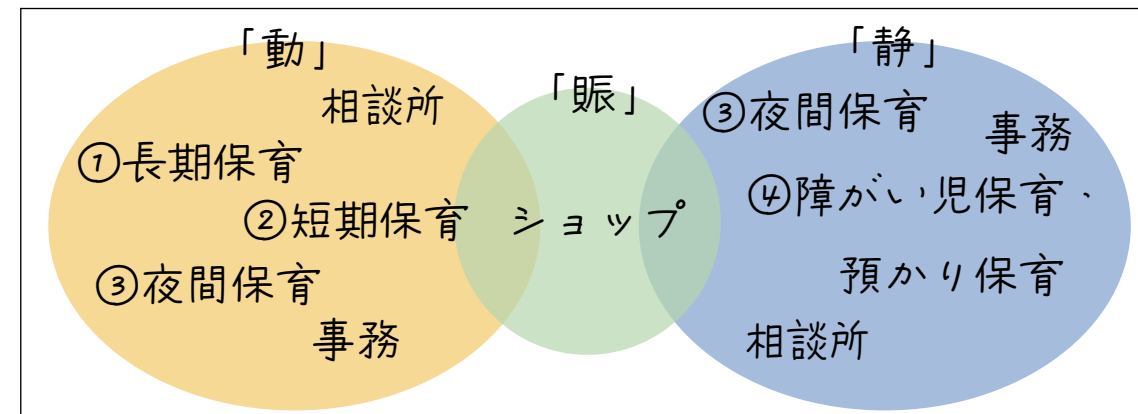 「動」
相談所
①長期保育
②短期保育
③夜間保育
事務
「賑」
ショップ
「静」
③夜間保育
事務
④障がい児保育・
預かり保育
相談所